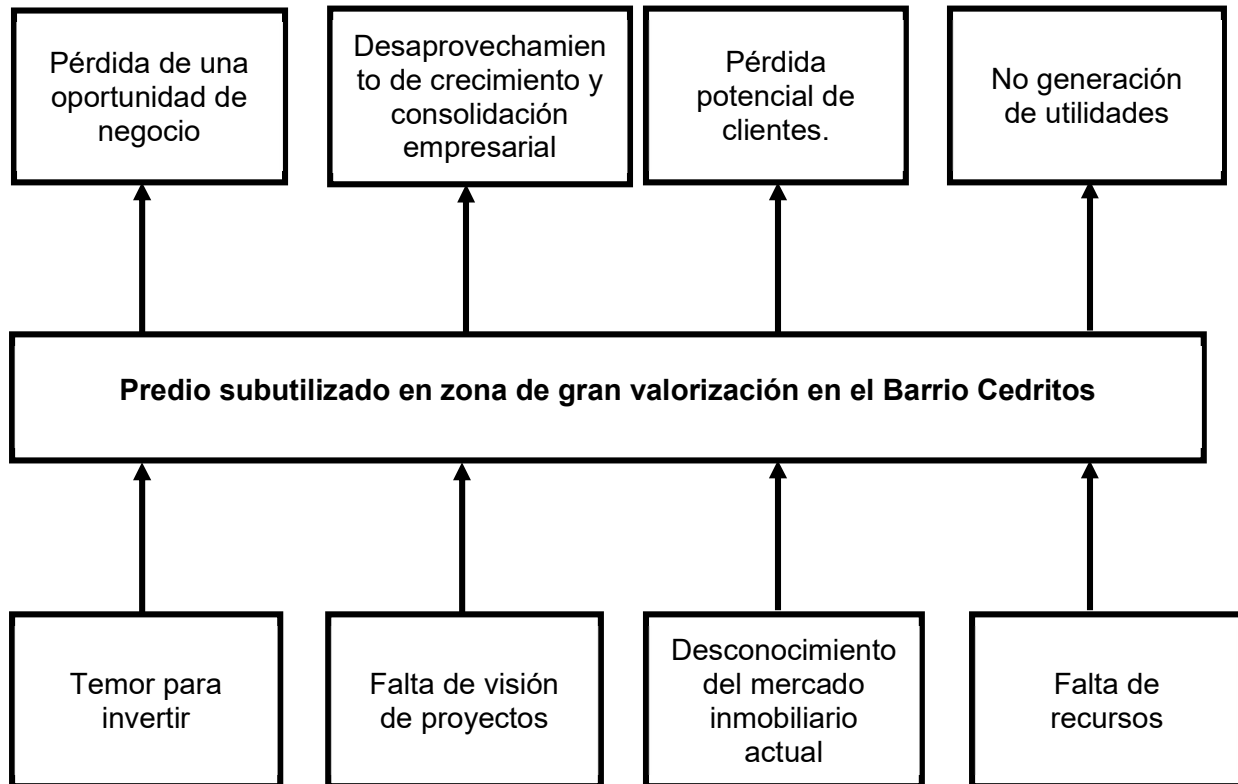 Pérdida de una
oportunidad de
negocio
Desaprovechamien
to de crecimiento y
consolidación
empresarial
Pérdida
potencial de
clientes.
No generación
de utilidades
Predio subutilizado en zona de gran valorización en el Barrio Cedritos
Temor para
invertir
Falta de visión
de proyectos
Desconocimiento
del mercado
inmobiliario
actual
Falta de
recursos